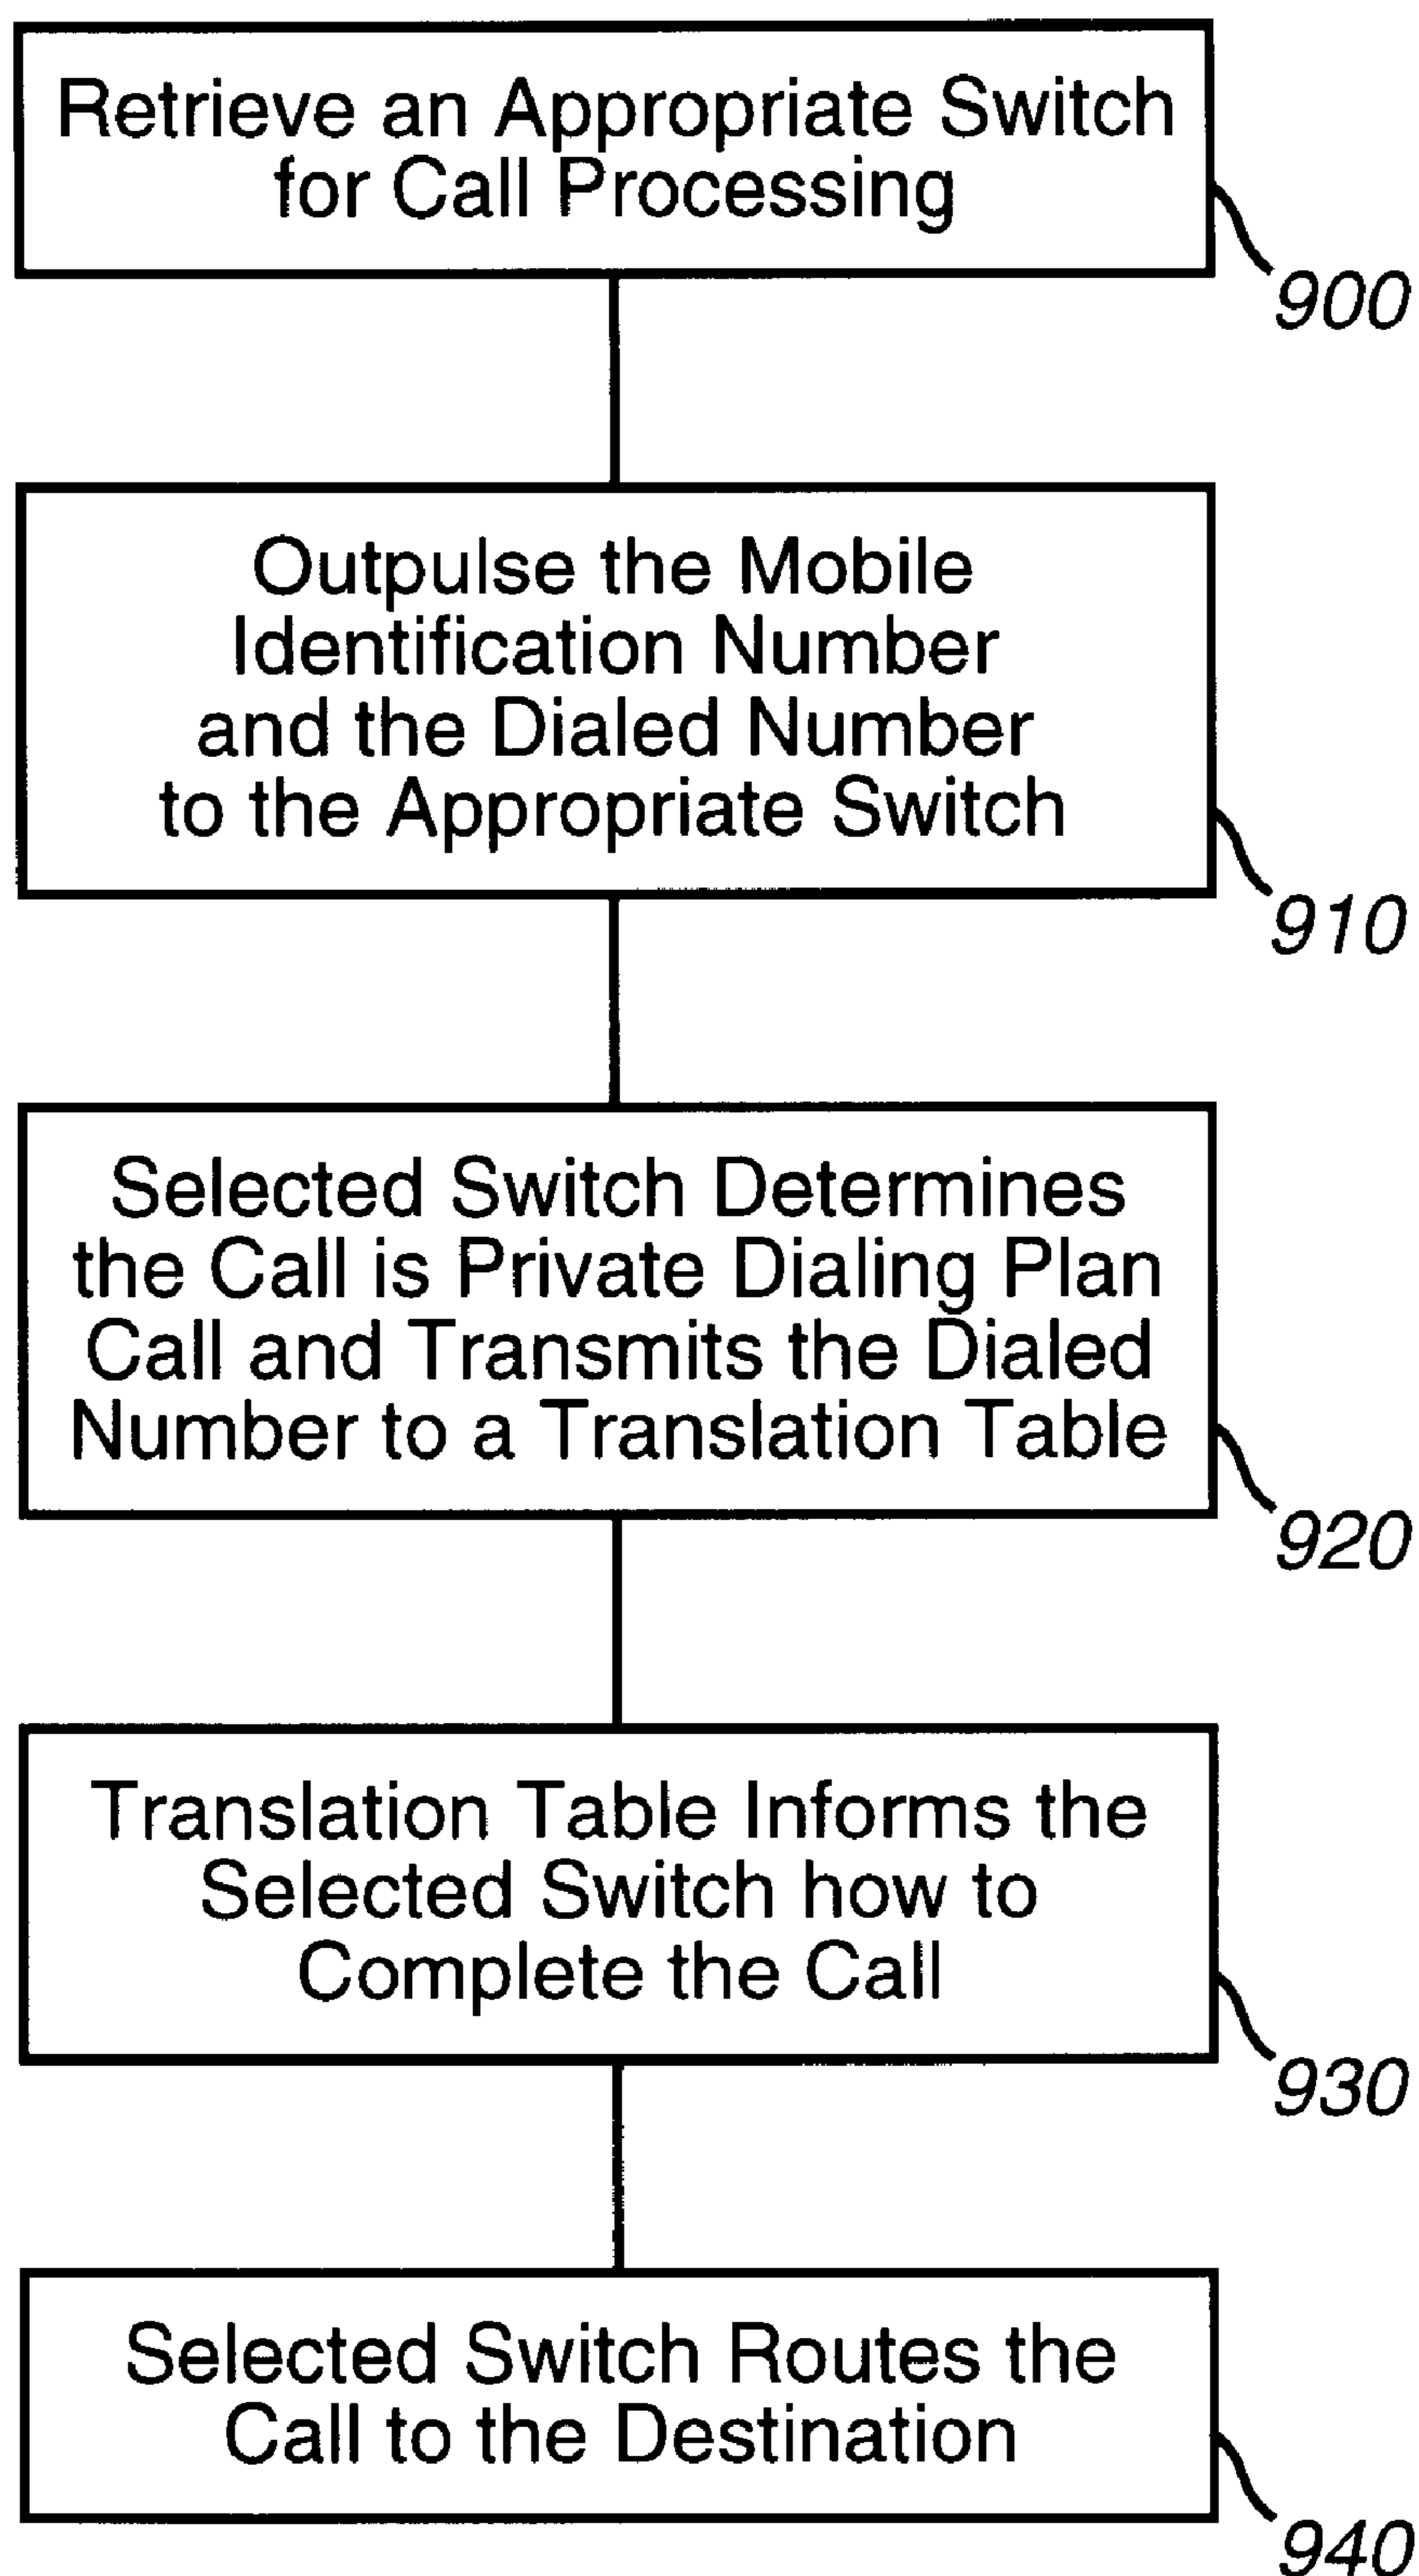 Retrieve an Appropriate Switch
for Call Processing
900
Outpulse the Mobile
Identification Number
and the Dialed Number
to the Appropriate Switch
910
Selected Switch Determines
the Call is Private Dialing Plan
Call and Transmits the Dialed
Number to a Translation Table
920
Translation Table Informs the
Selected Switch how to
Complete the Call
930
Selected Switch Routes the
Call to the Destination
940